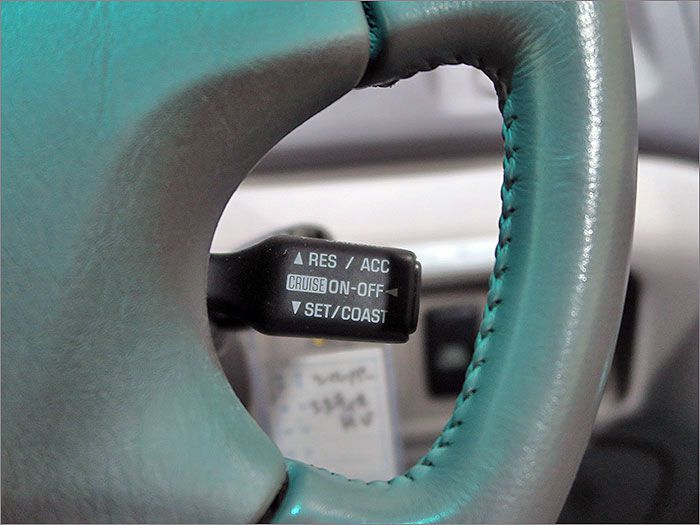 ▲ RES / ACC
CRUISE ON-OFF ◄
▼ SET/COAST